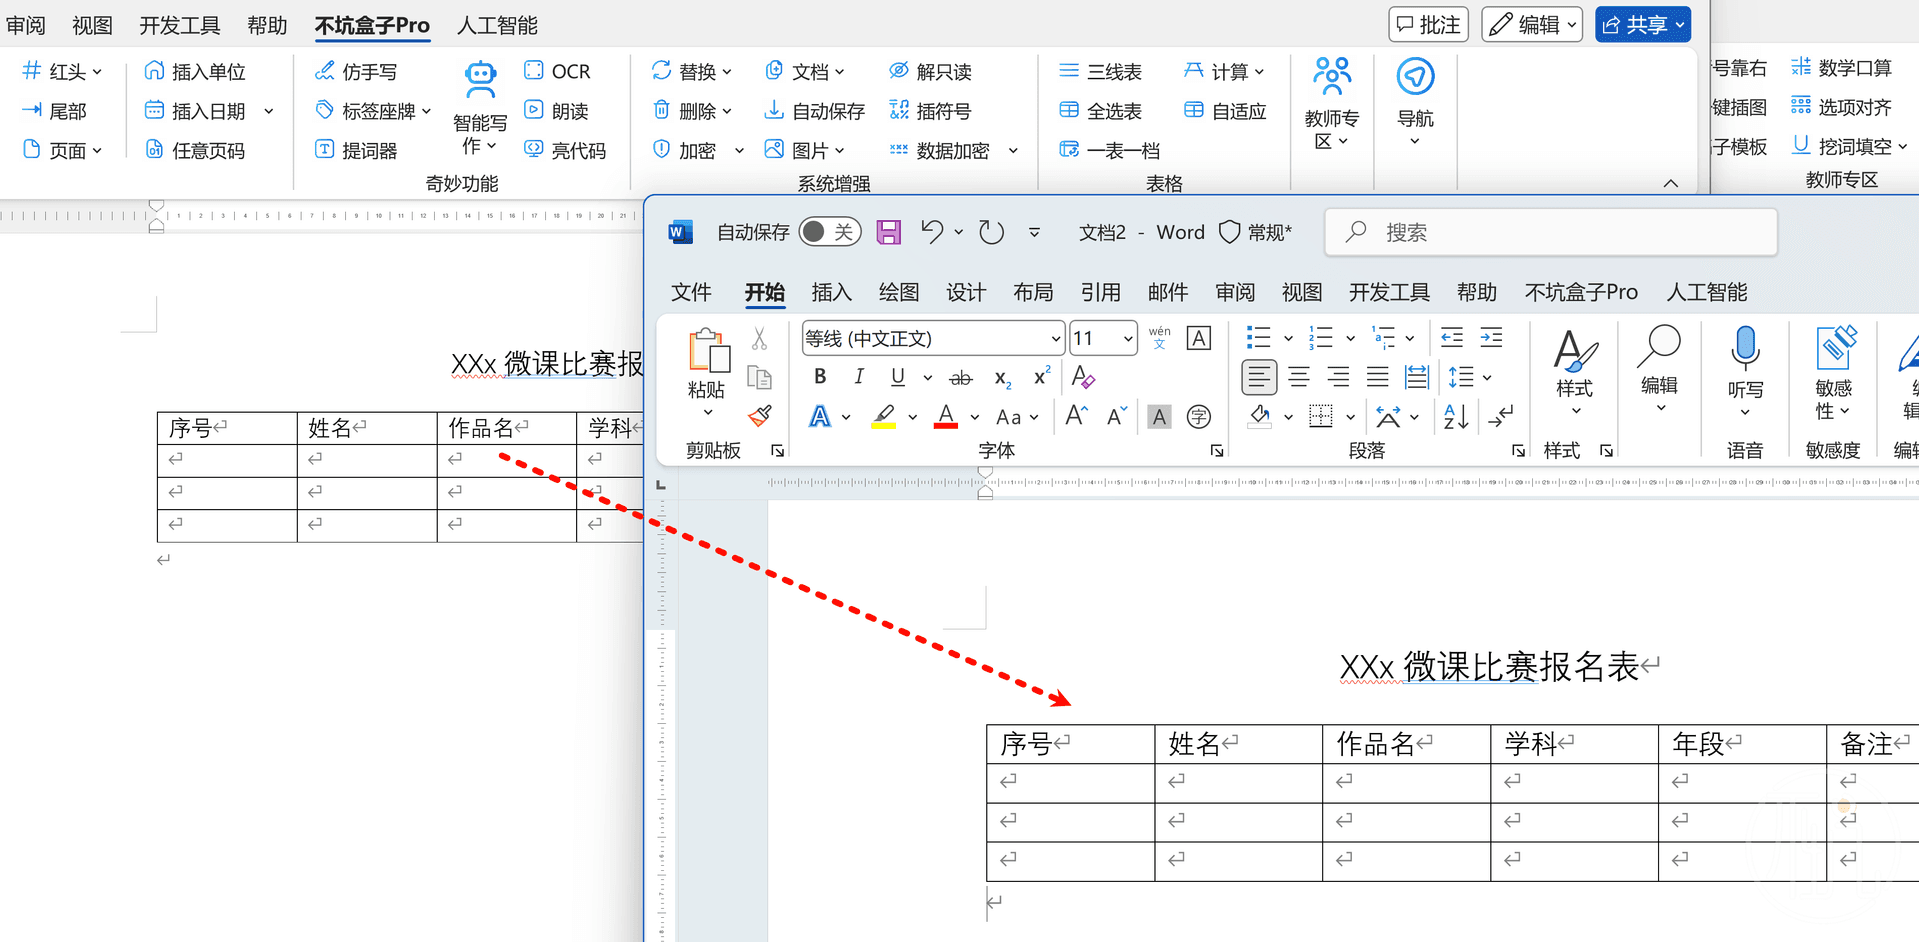 审阅 视图 开发工具 帮助 不坑盒子Pro 人工智能 批注 编辑 共享
红头 插入单位 仿手写 OCR 替换 文档 解只读 三线表 计算 号靠右 数学口算
尾部 插入日期 标签座牌 朗读 删除 自动保存 插符号 全选表 自适应 键插图 选项对齐
页面 任意页码 提词器 智能写作 亮代码 加密 图片 数据加密 一表一档 教师专区 导航 子模板 挖词填空
奇妙功能 系统增强 表格 教师专区
自动保存 关 文档2 - Word 常规* 搜索
文件 开始 插入 绘图 设计 布局 引用 邮件 审阅 视图 开发工具 帮助 不坑盒子Pro 人工智能
粘贴 等线 (中文正文) 11 wén 文 A 样式 编辑 听写 敏感性
B I U ab x₂ x² A
A A Aa A A A 字
剪贴板 字体 段落 样式 语音 敏感度
XXx 微课比赛报
序号 姓名 作品名 学科
XXx 微课比赛报名表
序号 姓名 作品名 学科 年段 备注